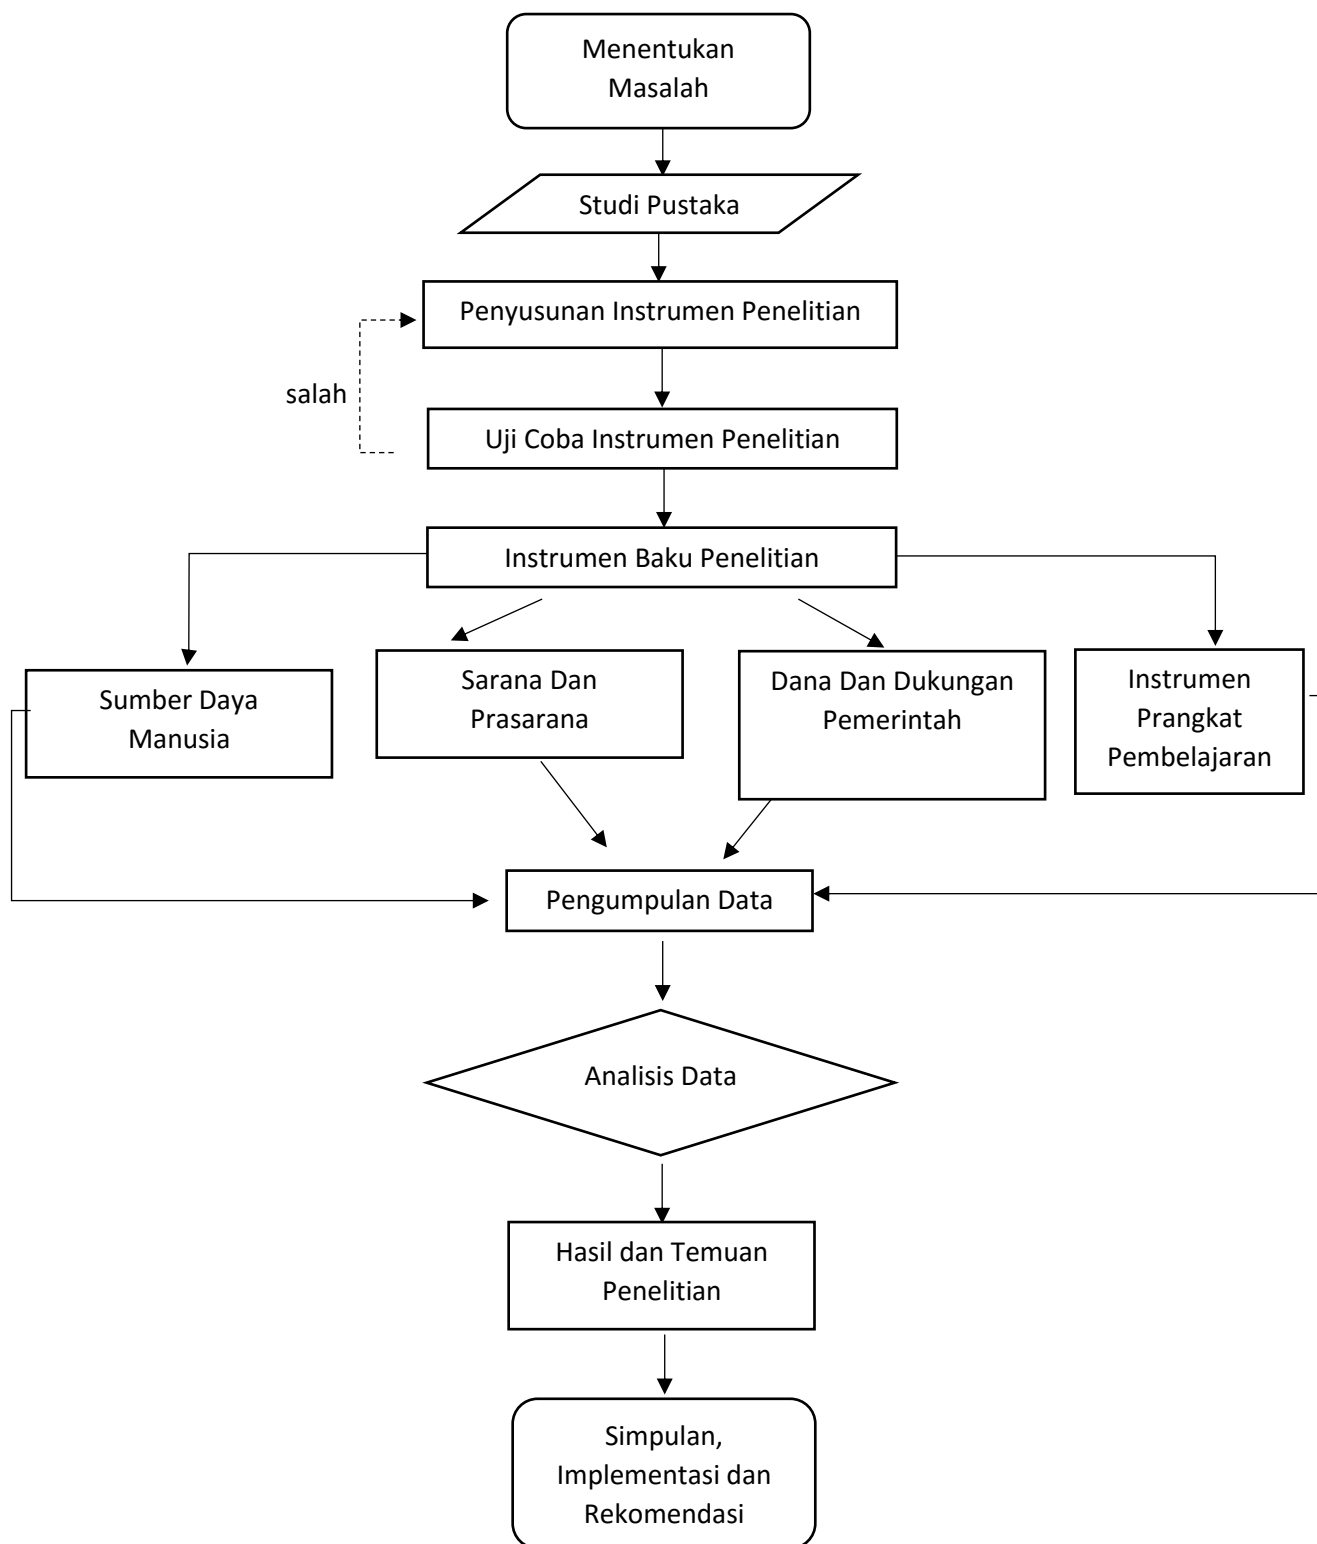 Menentukan
Masalah
Studi Pustaka
Penyusunan Instrumen Penelitian
salah
Uji Coba Instrumen Penelitian
Instrumen Baku Penelitian
Sumber Daya
Manusia
Sarana Dan
Prasarana
Dana Dan Dukungan
Pemerintah
Instrumen
Prangkat
Pembelajaran
Pengumpulan Data
Analisis Data
Hasil dan Temuan
Penelitian
Simpulan,
Implementasi dan
Rekomendasi